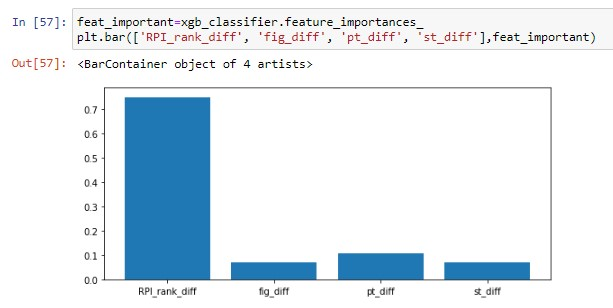 In [57]: feat_important=xgb_classifier.feature_importances_
plt.bar(['RPI_rank_diff', 'fig_diff', 'pt_diff', 'st_diff'],feat_important)
Out[57]: <BarContainer object of 4 artists>
0.7
0.6
0.5
0.4
0.3
0.2
0.1
0.0
RPI_rank_diff fig_diff pt_diff st_diff